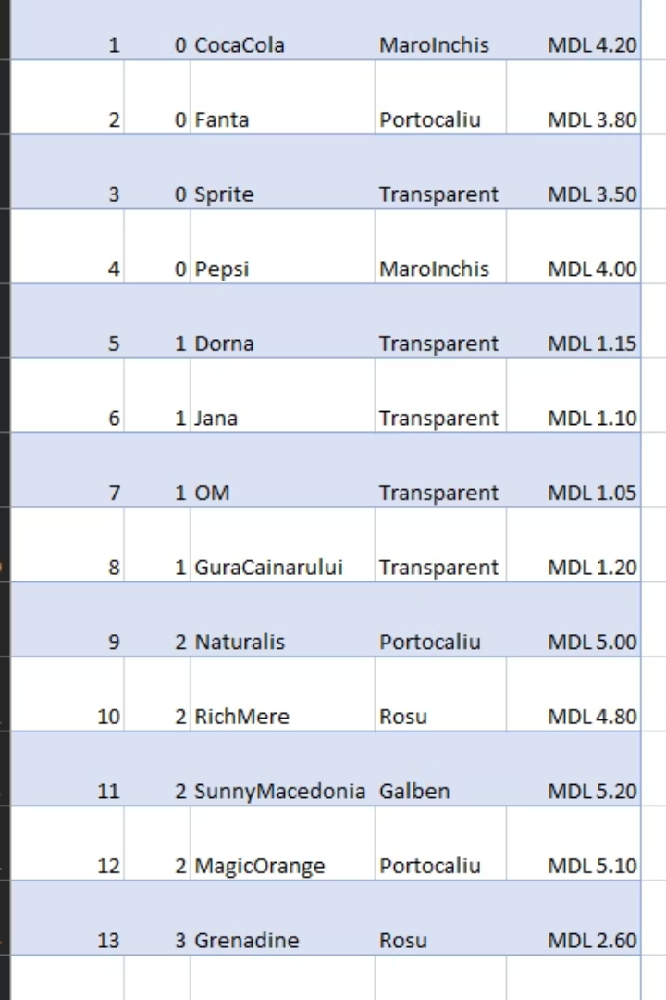 1 0 CocaCola MaroInchis MDL 4.20
2 0 Fanta Portocaliu MDL 3.80
3 0 Sprite Transparent MDL 3.50
4 0 Pepsi MaroInchis MDL 4.00
5 1 Dorna Transparent MDL 1.15
6 1 Jana Transparent MDL 1.10
7 1 OM Transparent MDL 1.05
8 1 GuraCainarului Transparent MDL 1.20
9 2 Naturalis Portocaliu MDL 5.00
10 2 RichMere Rosu MDL 4.80
11 2 SunnyMacedonia Galben MDL 5.20
12 2 MagicOrange Portocaliu MDL 5.10
13 3 Grenadine Rosu MDL 2.60